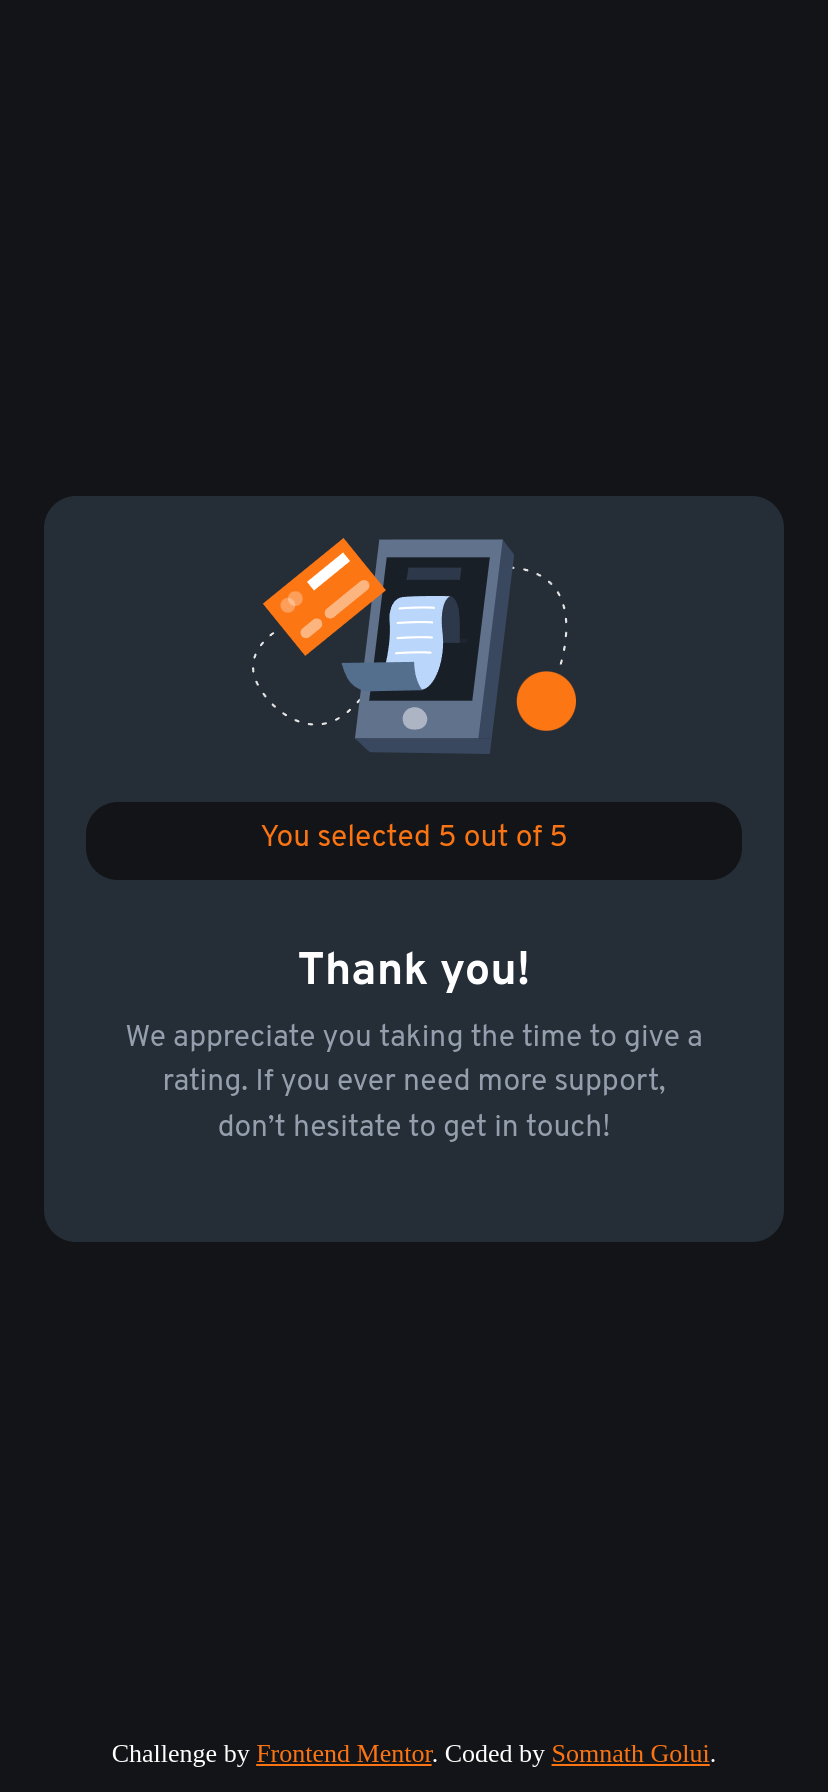 You selected 5 out of 5
Thank you!
We appreciate you taking the time to give a
rating. If you ever need more support,
don’t hesitate to get in touch!
Challenge by Frontend Mentor. Coded by Somnath Golui.